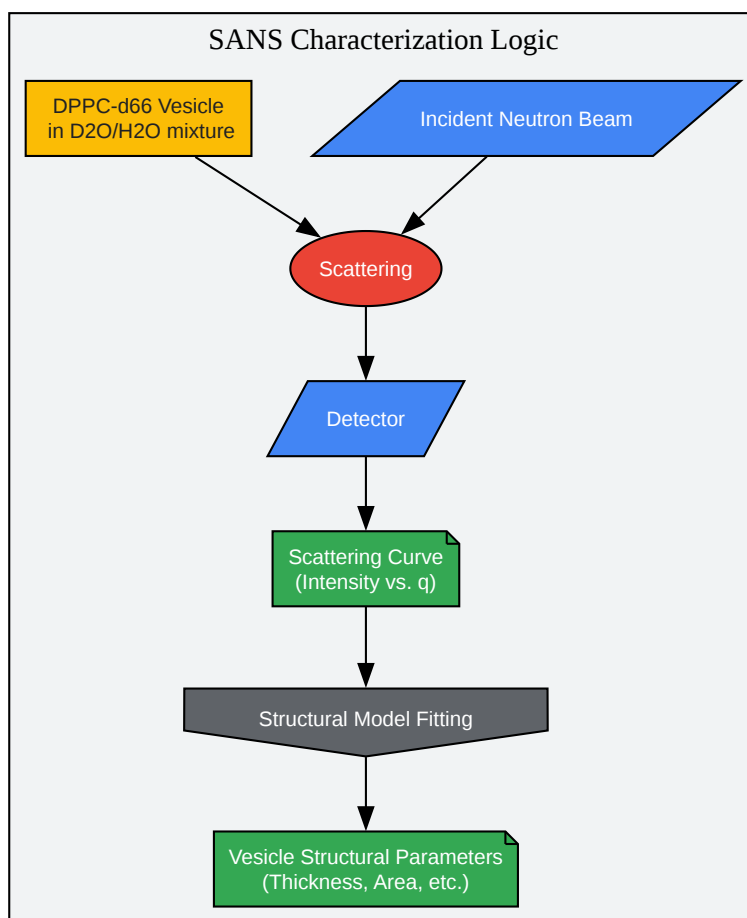 SANS Characterization Logic
DPPC-d66 Vesicle
in D2O/H2O mixture
Incident Neutron Beam
Scattering
Detector
Scattering Curve
(Intensity vs. q)
Structural Model Fitting
Vesicle Structural Parameters
(Thickness, Area, etc.)